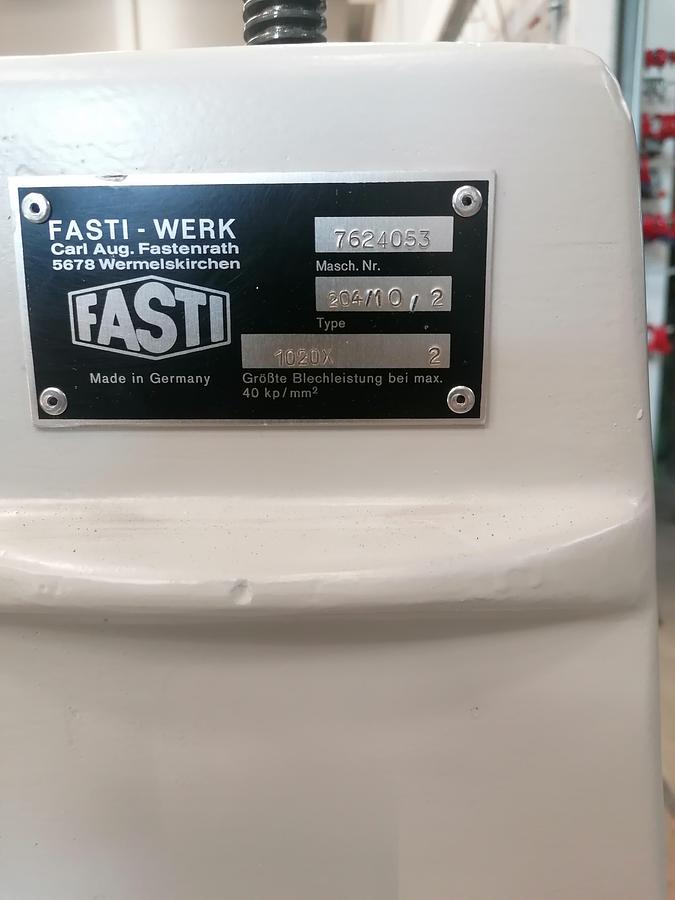 FASTI - WERK
Carl Aug. Fastenrath
5678 Wermelskirchen
FASTI
Made in Germany
7624053
Masch. Nr.
204/10,2
Type
1020X 2
Größte Blechleistung bei max.
40 kp/mm²